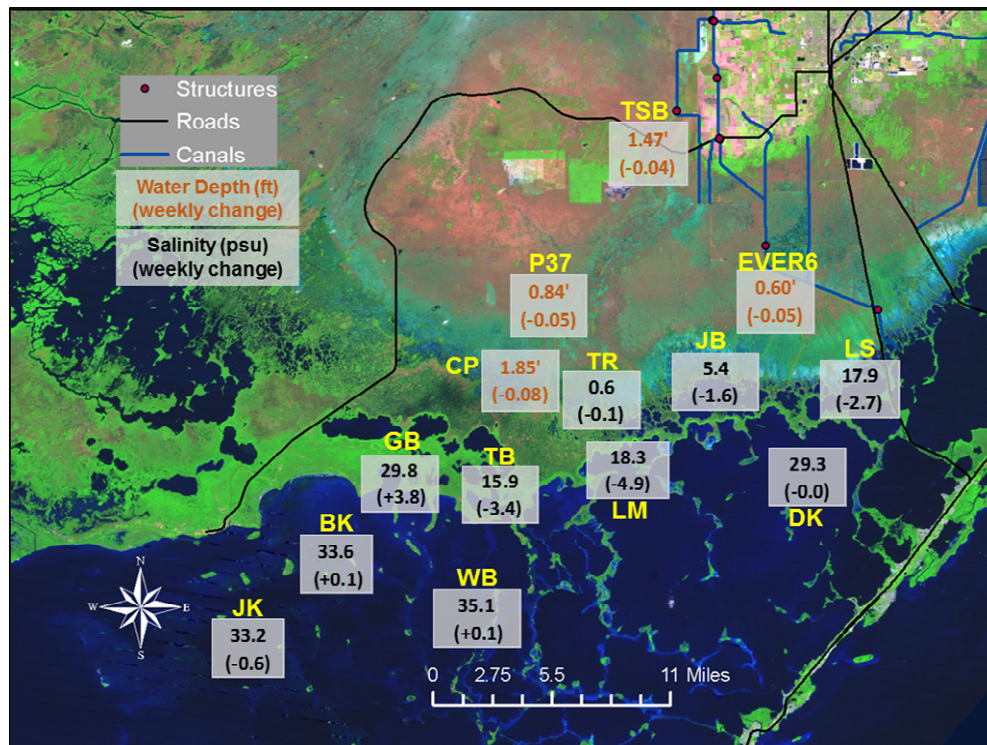 Structures
Roads
Canals
Water Depth (ft)
(weekly change)
Salinity (psu)
(weekly change)
TSB
1.47'
(-0.04)
P37
0.84'
(-0.05)
EVER6
0.60'
(-0.05)
CP
1.85'
(-0.08)
TR
0.6
(-0.1)
JB
5.4
(-1.6)
LS
17.9
(-2.7)
GB
29.8
(+3.8)
TB
15.9
(-3.4)
18.3
(-4.9)
LM
29.3
(-0.0)
DK
BK
33.6
(+0.1)
WB
35.1
(+0.1)
JK
33.2
(-0.6)
N
W E
S
0 2.75 5.5 11 Miles